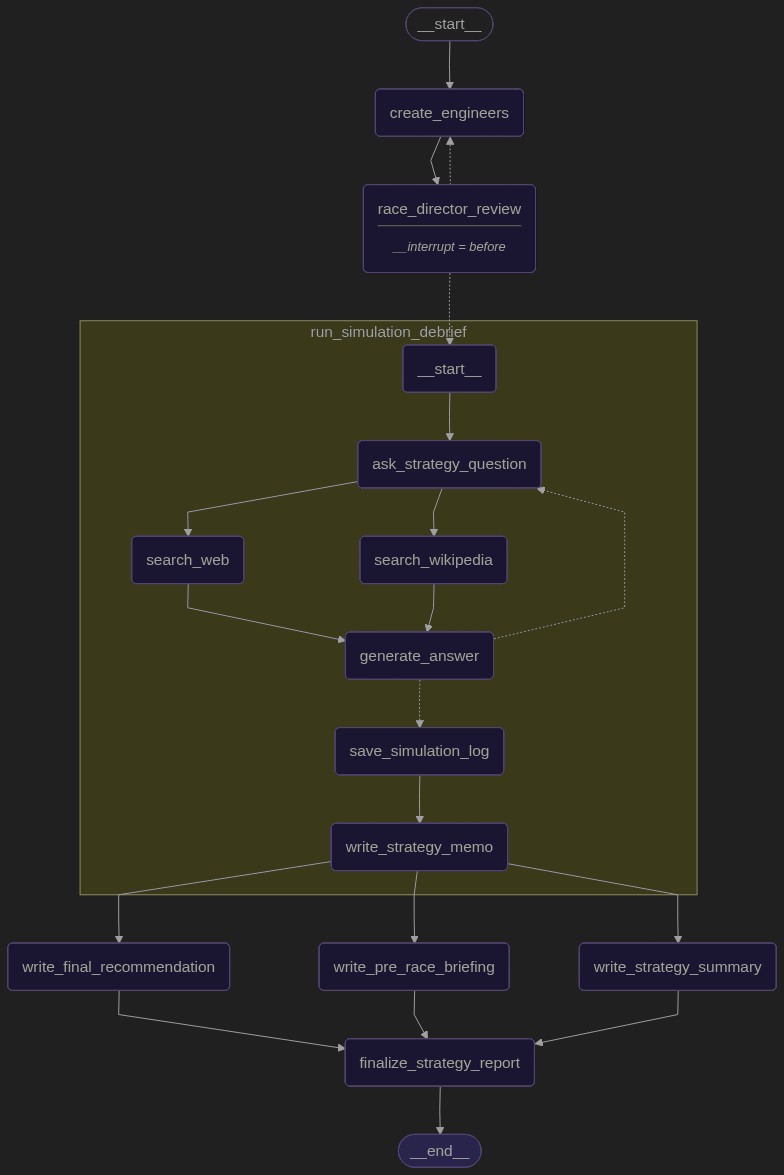 __start__
create_engineers
race_director_review
__interrupt = before
run_simulation_debrief
__start__
ask_strategy_question
search_web
search_wikipedia
generate_answer
save_simulation_log
write_strategy_memo
write_final_recommendation
write_pre_race_briefing
write_strategy_summary
finalize_strategy_report
__end__